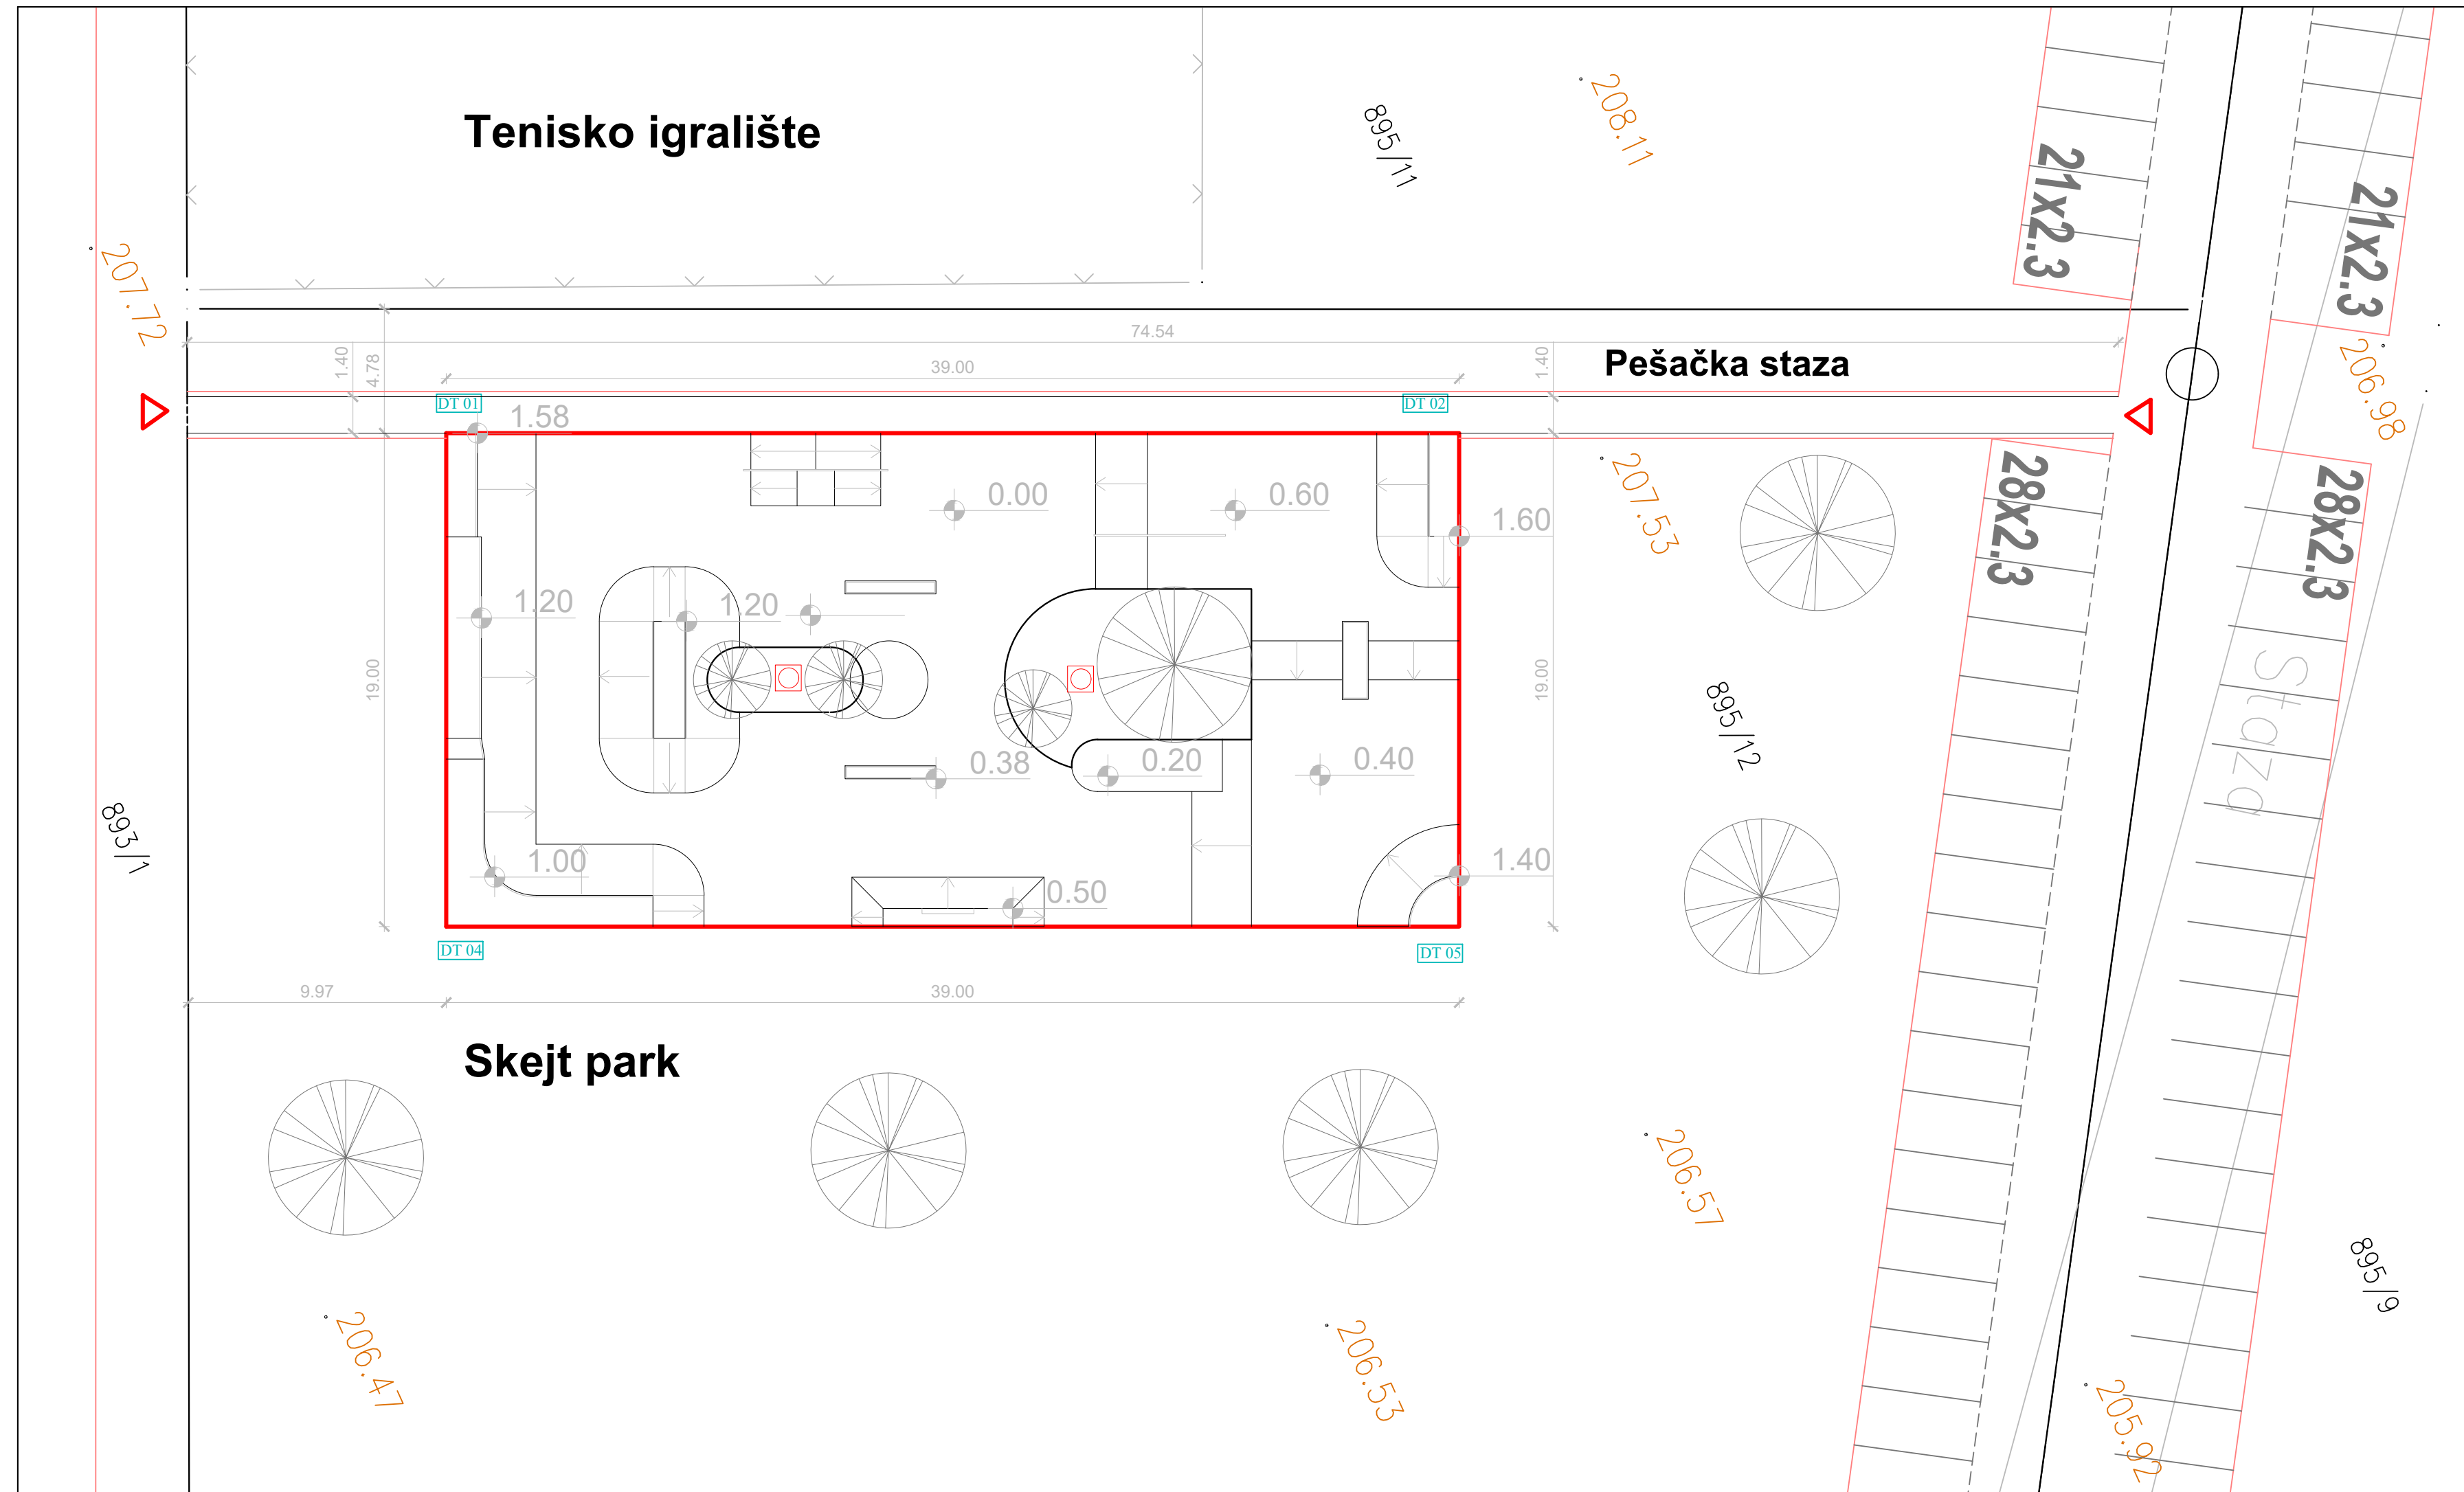 Tenisko igralište
895/11
208.11
21x2.3
21x2.3
207.72
74.54
1.40
4.78
39.00
1.40
Pešačka staza
206.98
DT 01
DT 02
1.58
0.00
0.60
1.60
207.53
28x2.3
28x2.3
1.20
1.20
19.00
19.00
895/12
Staza
0.38
0.20
0.40
893/1
1.00
0.50
1.40
DT 04
DT 05
9.97
39.00
Skejt park
206.57
895/9
206.47
206.53
205.92